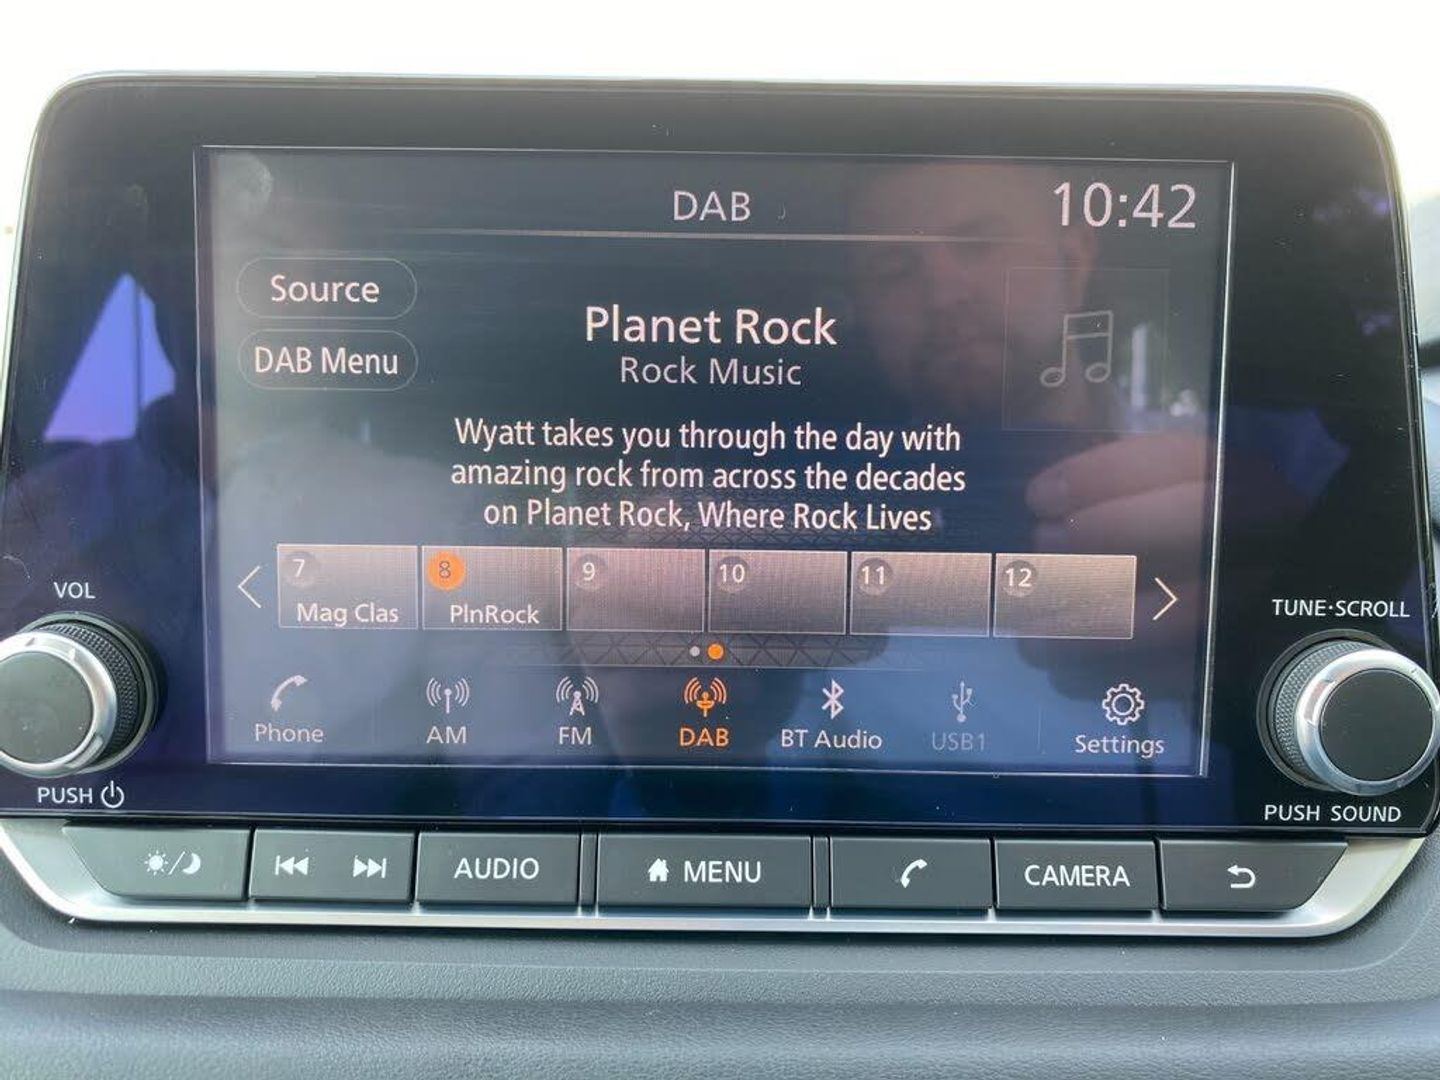 DAB
10:42
Source
DAB Menu
Planet Rock
Rock Music
Wyatt takes you through the day with
amazing rock from across the decades
on Planet Rock, Where Rock Lives
7 8 9 10 11 12
Mag Clas PlnRock
Phone AM FM DAB BT Audio USB1 Settings
VOL
PUSH
TUNE·SCROLL
PUSH SOUND
AUDIO MENU CAMERA